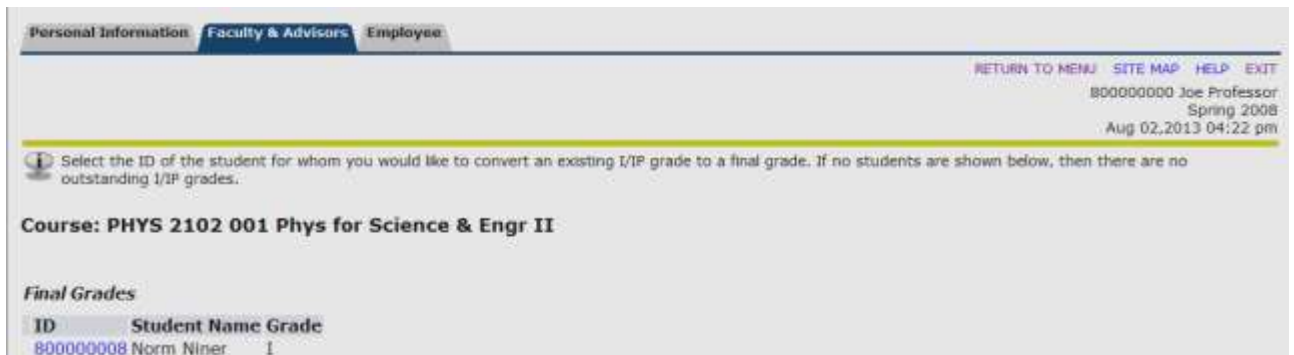 Personal Information Faculty & Advisors Employee
RETURN TO MENU SITE MAP HELP EXIT
800000000 Joe Professor
Spring 2008
Aug 02,2013 04:22 pm
Select the ID of the student for whom you would like to convert an existing I/IP grade to a final grade. If no students are shown below, then there are no
outstanding I/IP grades.
Course: PHYS 2102 001 Phys for Science & Engr II
Final Grades
ID Student Name Grade
800000008 Norm Niner I